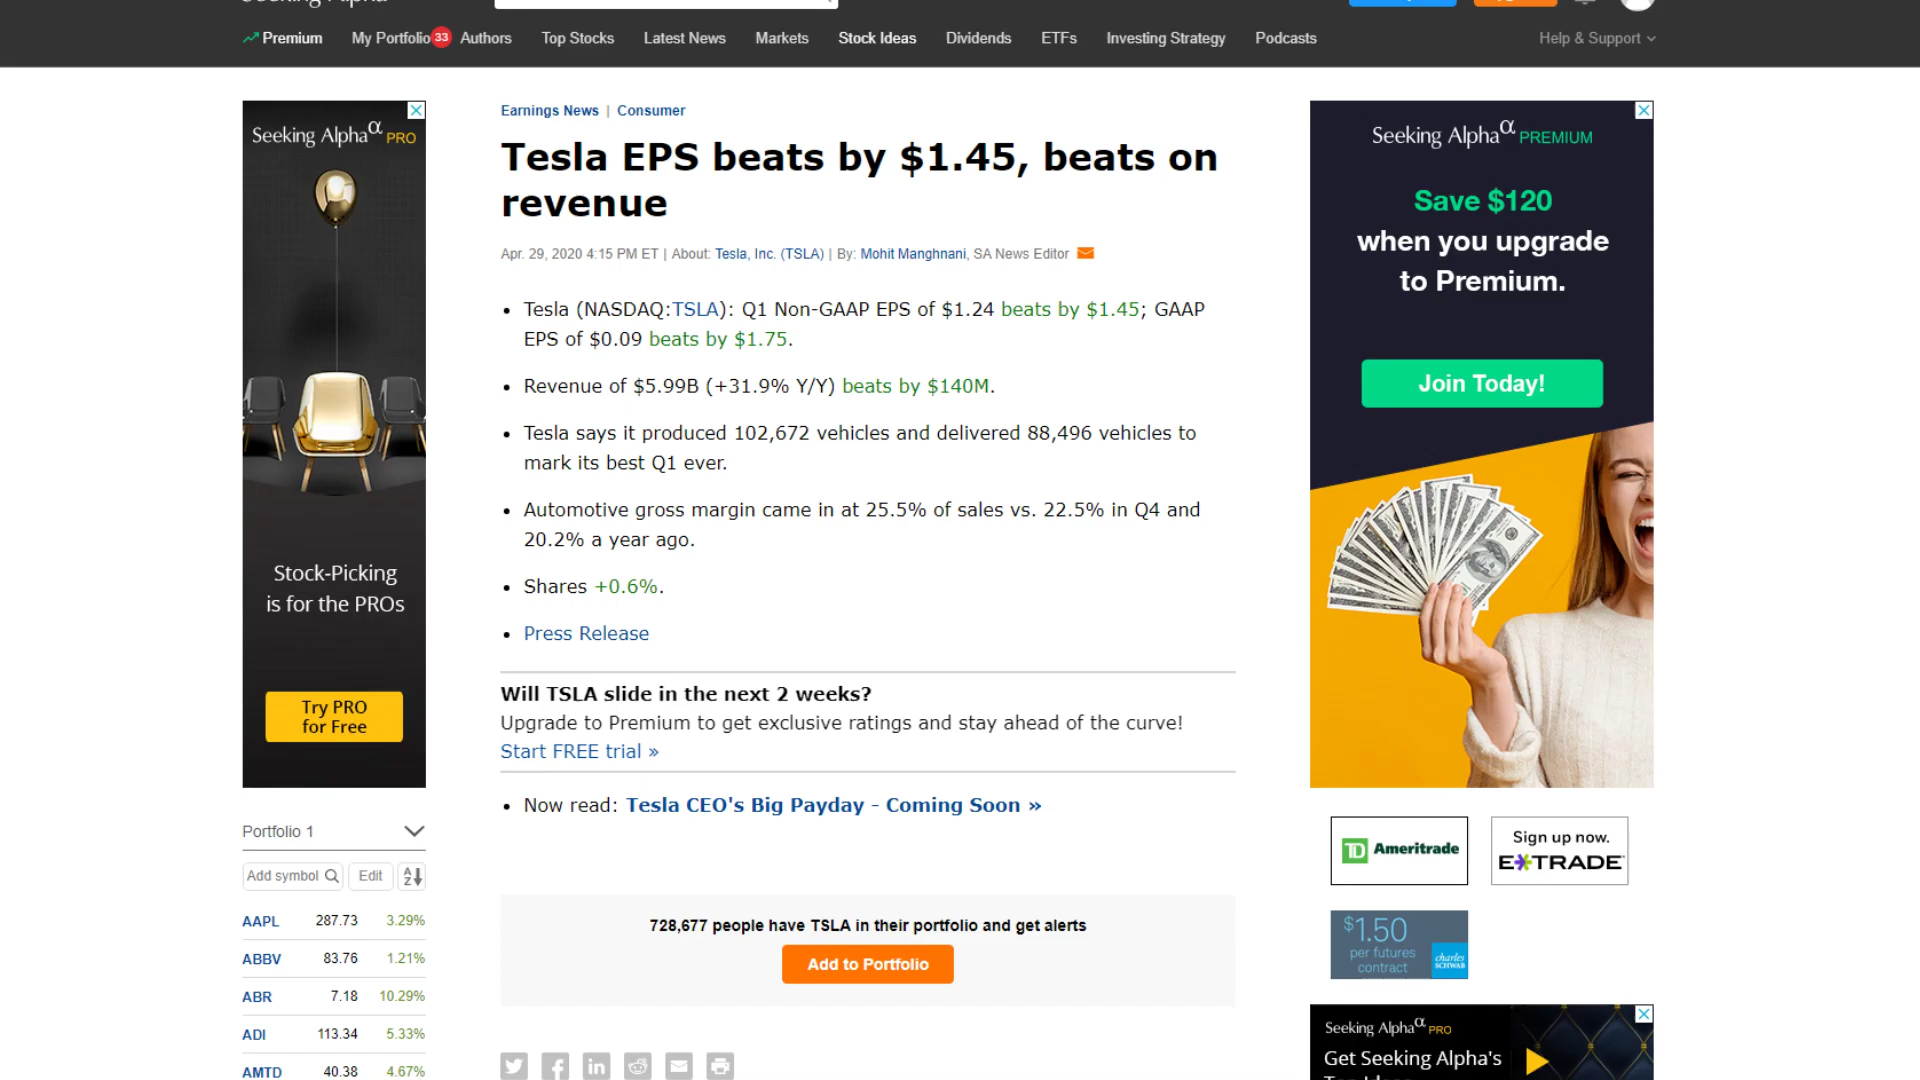 Premium My Portfolio 33 Authors Top Stocks Latest News Markets Stock Ideas Dividends ETFs Investing Strategy Podcasts Help & Support
Seeking Alphaα PRO
Stock-Picking
is for the PROs
Try PRO
for Free
Portfolio 1
Add symbol Edit AZ
AAPL 287.73 3.29%
ABBV 83.76 1.21%
ABR 7.18 10.29%
ADI 113.34 5.33%
AMTD 40.38 4.67%
Earnings News | Consumer
Tesla EPS beats by $1.45, beats on
revenue
Apr. 29, 2020 4:15 PM ET | About: Tesla, Inc. (TSLA) | By: Mohit Manghnani, SA News Editor
• Tesla (NASDAQ:TSLA): Q1 Non-GAAP EPS of $1.24 beats by $1.45; GAAP
EPS of $0.09 beats by $1.75.
• Revenue of $5.99B (+31.9% Y/Y) beats by $140M.
• Tesla says it produced 102,672 vehicles and delivered 88,496 vehicles to
mark its best Q1 ever.
• Automotive gross margin came in at 25.5% of sales vs. 22.5% in Q4 and
20.2% a year ago.
• Shares +0.6%.
• Press Release
Will TSLA slide in the next 2 weeks?
Upgrade to Premium to get exclusive ratings and stay ahead of the curve!
Start FREE trial »
• Now read: Tesla CEO's Big Payday - Coming Soon »
728,677 people have TSLA in their portfolio and get alerts
Add to Portfolio
Seeking Alphaα PREMIUM
Save $120
when you upgrade
to Premium.
Join Today!
TD Ameritrade
Sign up now.
E*TRADE
$1.50
per futures
contract
charles
SCHWAB
Seeking Alphaα PRO
Get Seeking Alpha's